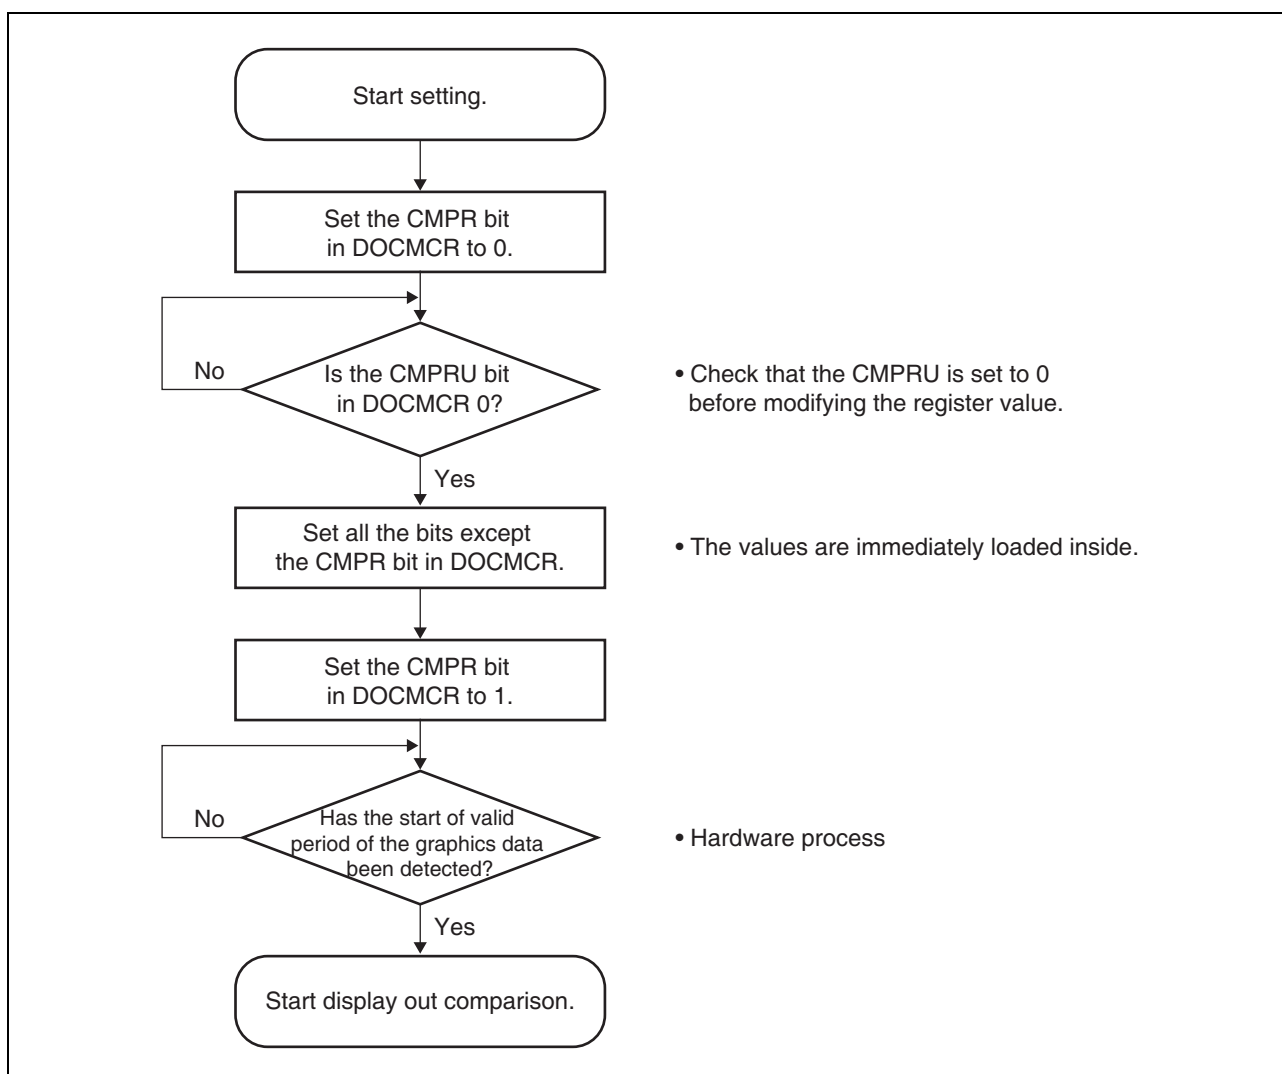 Start setting.
Set the CMPR bit
in DOCMCR to 0.
No
Is the CMPRU bit
in DOCMCR 0?
• Check that the CMPRU is set to 0
before modifying the register value.
Yes
Set all the bits except
the CMPR bit in DOCMCR.
• The values are immediately loaded inside.
Set the CMPR bit
in DOCMCR to 1.
No
Has the start of valid
period of the graphics data
been detected?
• Hardware process
Yes
Start display out comparison.